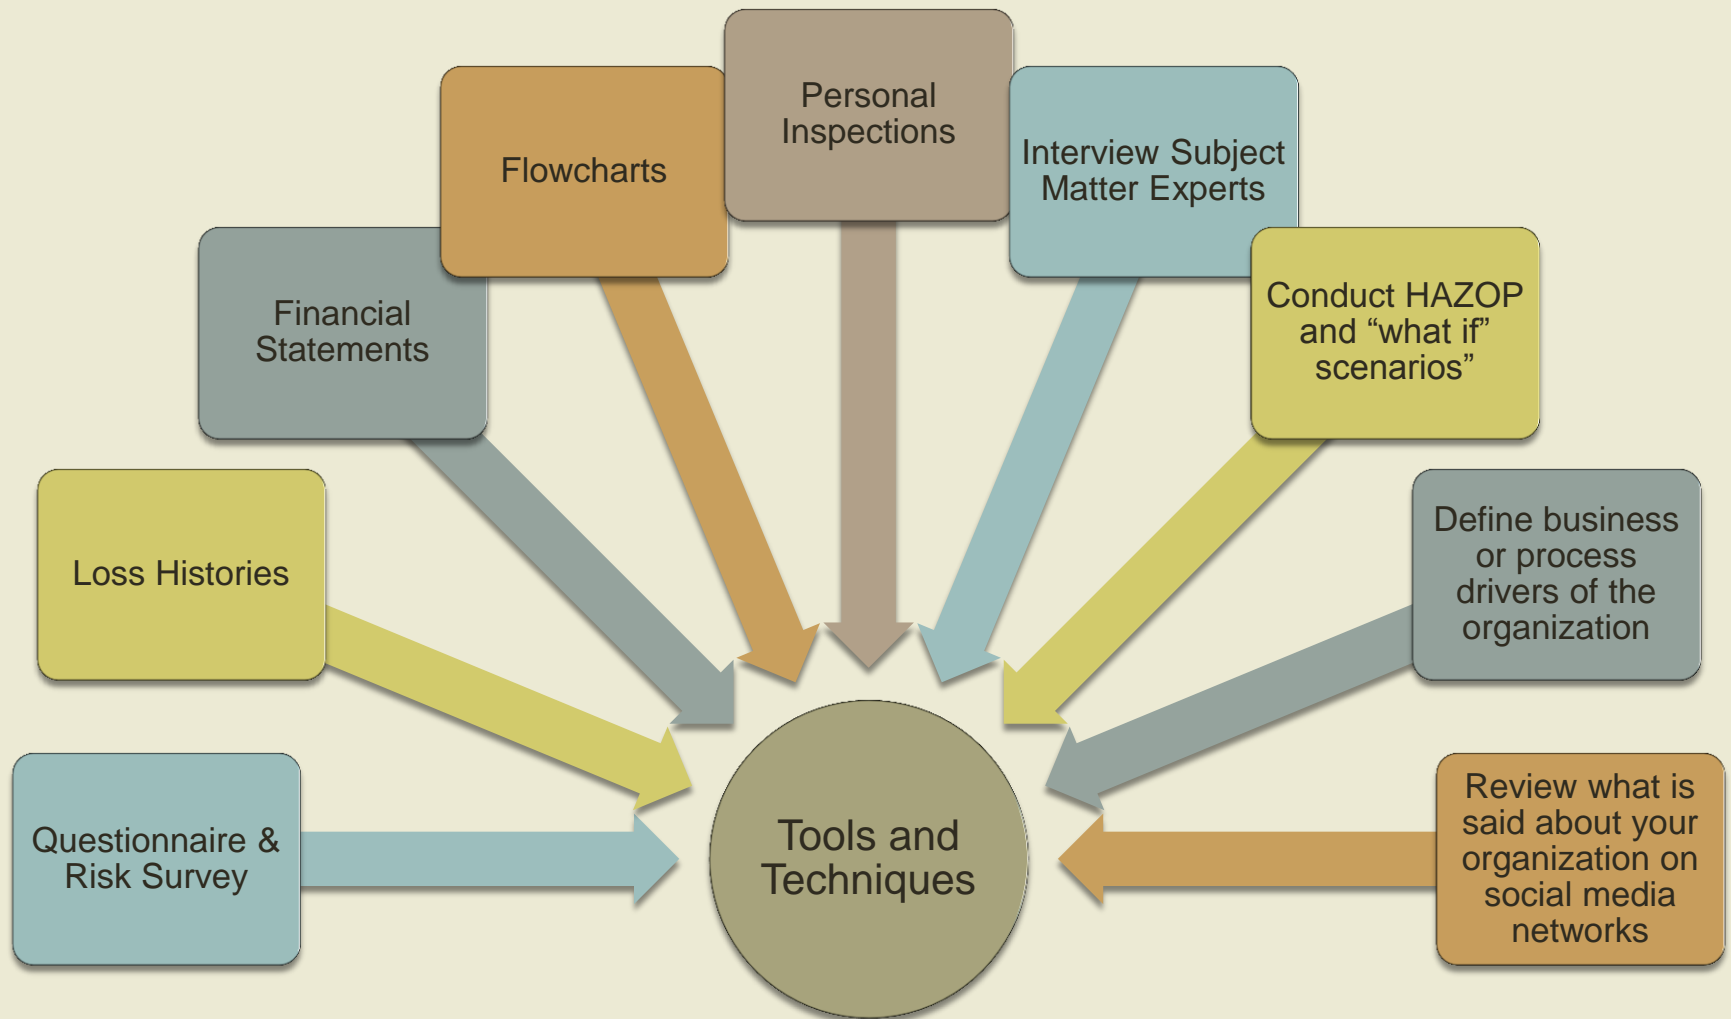 Personal
Inspections
Flowcharts
Interview Subject
Matter Experts
Financial
Statements
Conduct HAZOP
and “what if”
scenarios”
Loss Histories
Define business
or process
drivers of the
organization
Questionnaire &
Risk Survey
Tools and
Techniques
Review what is
said about your
organization on
social media
networks